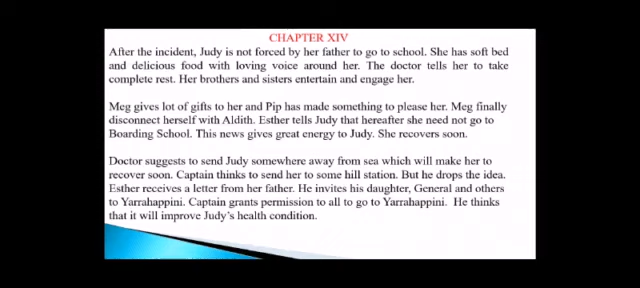 CHAPTER XIV
After the incident, Judy is not forced by her father to go to school. She has soft bed
and delicious food with loving voice around her. The doctor tells her to take
complete rest. Her brothers and sisters entertain and engage her.
Meg gives lot of gifts to her and Pip has made something to please her. Meg finally
disconnect herself with Aldith. Esther tells Judy that hereafter she need not go to
Boarding School. This news gives great energy to Judy. She recovers soon.
Doctor suggests to send Judy somewhere away from sea which will make her to
recover soon. Captain thinks to send her to some hill station. But he drops the idea.
Esther receives a letter from her father. He invites his daughter, General and others
to Yarrahappini. Captain grants permission to all to go to Yarrahappini. He thinks
that it will improve Judy's health condition.